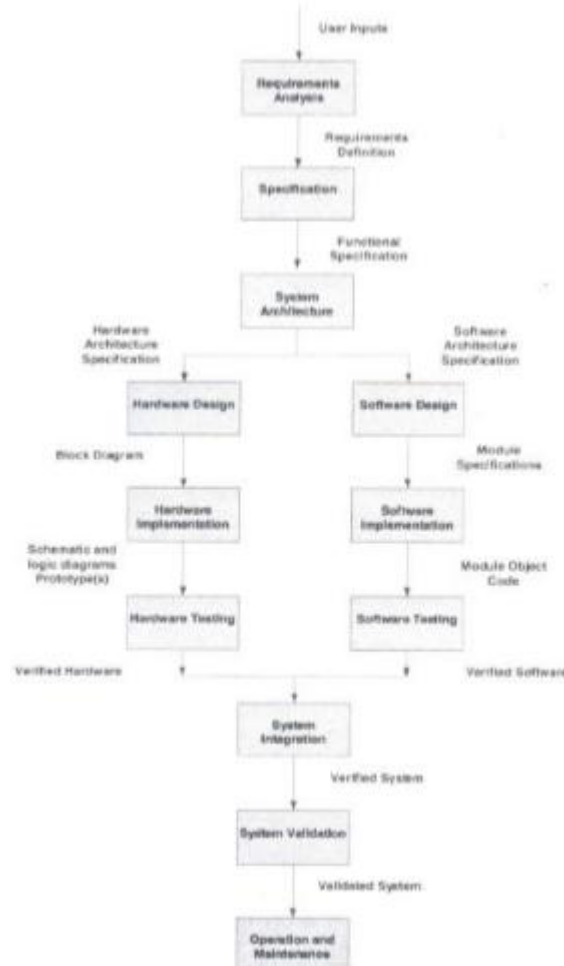 User Inputs
Requirements
Analysis
Requirements
Definition
Specification
Functional
Specification
System
Architecture
Hardware
Architecture
Specification
Software
Architecture
Specification
Hardware Design
Software Design
Block Diagram
Module
Specifications
Hardware
Implementation
Software
Implementation
Schematic and
logic diagrams
Prototype(s)
Module Object
Code
Hardware Testing
Software Testing
Verified Hardware
Verified Software
System
Integration
Verified System
System Validation
Validated System
Operation and
Maintenance